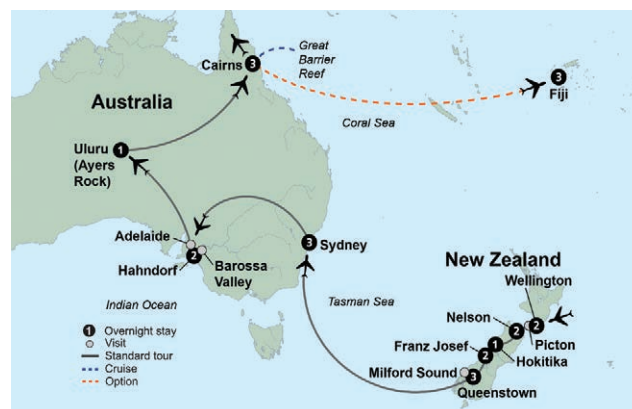 Great
Barrier
Reef
Cairns
3
3
Fiji
Australia
Coral Sea
1
Uluru
(Ayers
Rock)
Adelaide
2
Hahndorf
Barossa
Valley
3
Sydney
New Zealand
Wellington
Indian Ocean
Tasman Sea
Nelson
2
2
Picton
Franz Josef
1
Hokitika
2
Milford Sound
3
Queenstown
1 Overnight stay
Visit
Standard tour
Cruise
Option